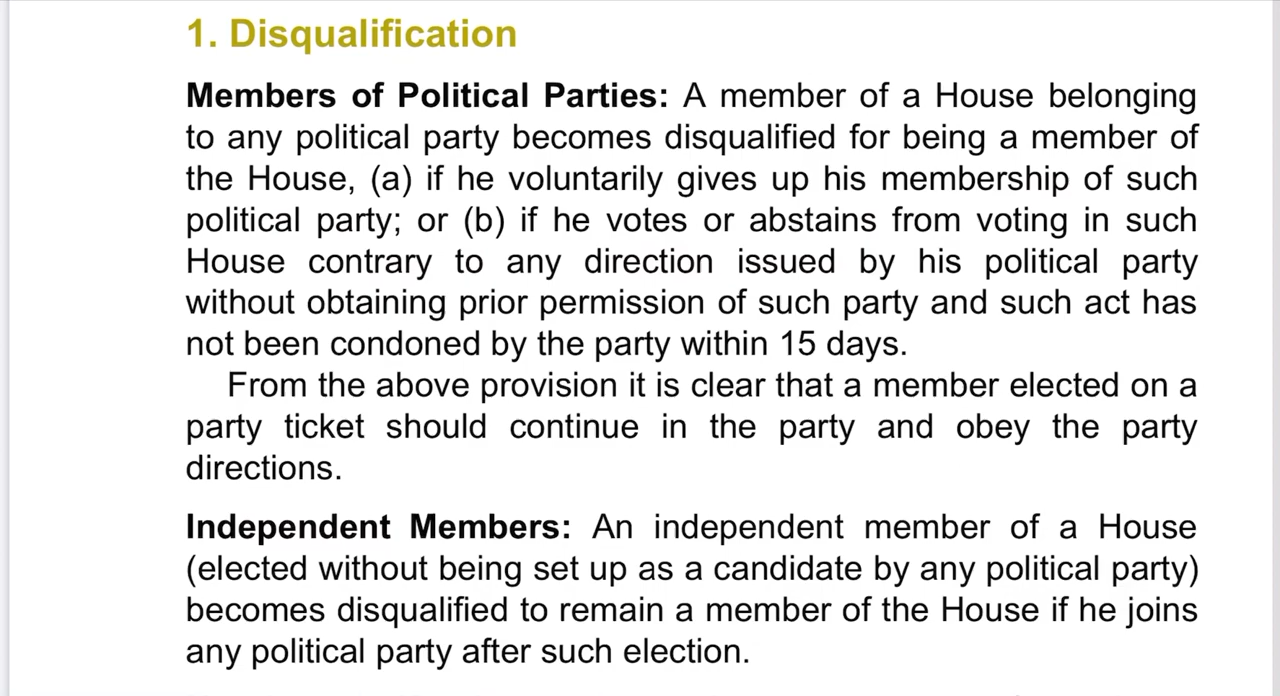 1. Disqualification
Members of Political Parties: A member of a House belonging
to any political party becomes disqualified for being a member of
the House, (a) if he voluntarily gives up his membership of such
political party; or (b) if he votes or abstains from voting in such
House contrary to any direction issued by his political party
without obtaining prior permission of such party and such act has
not been condoned by the party within 15 days.
From the above provision it is clear that a member elected on a
party ticket should continue in the party and obey the party
directions.
Independent Members: An independent member of a House
(elected without being set up as a candidate by any political party)
becomes disqualified to remain a member of the House if he joins
any political party after such election.